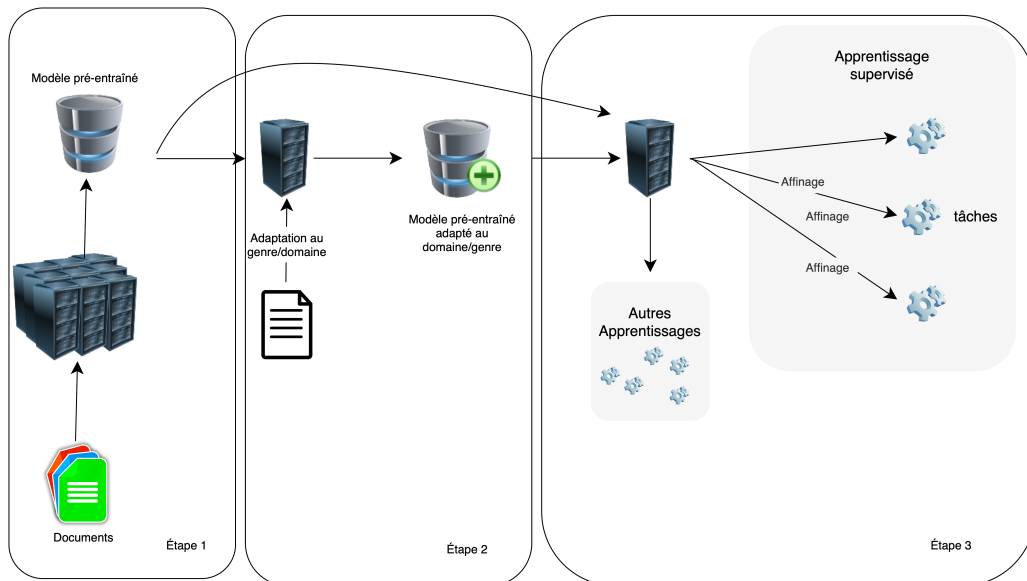 Modèle pré-entraîné
Documents
Étape 1
Adaptation au
genre/domaine
Modèle pré-entraîné
adapté au
domaine/genre
Étape 2
Apprentissage
supervisé
Affinage
Affinage
tâches
Affinage
Autres
Apprentissages
Étape 3